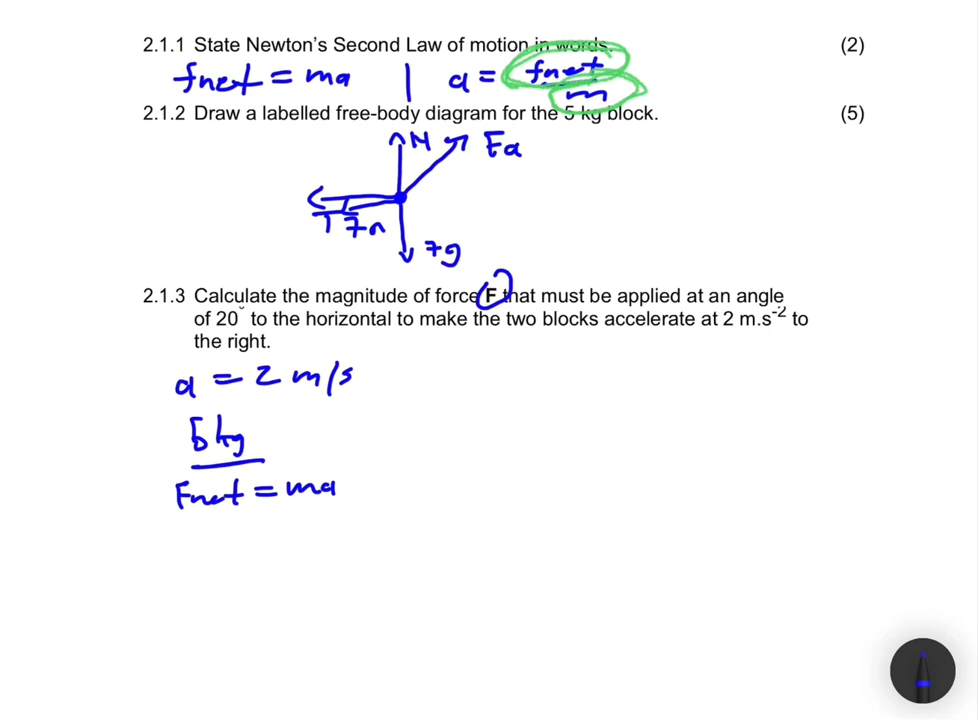 2.1.1 State Newton's Second Law of motion in words. (2)
fnet = ma | a = fnet
m
2.1.2 Draw a labelled free-body diagram for the 5 kg block. (5)
N
Fa
T 7n
7g
2.1.3 Calculate the magnitude of force F that must be applied at an angle
of 20° to the horizontal to make the two blocks accelerate at 2 m.s-2 to
the right.
a = 2 m/s
5kg
Fnet = ma